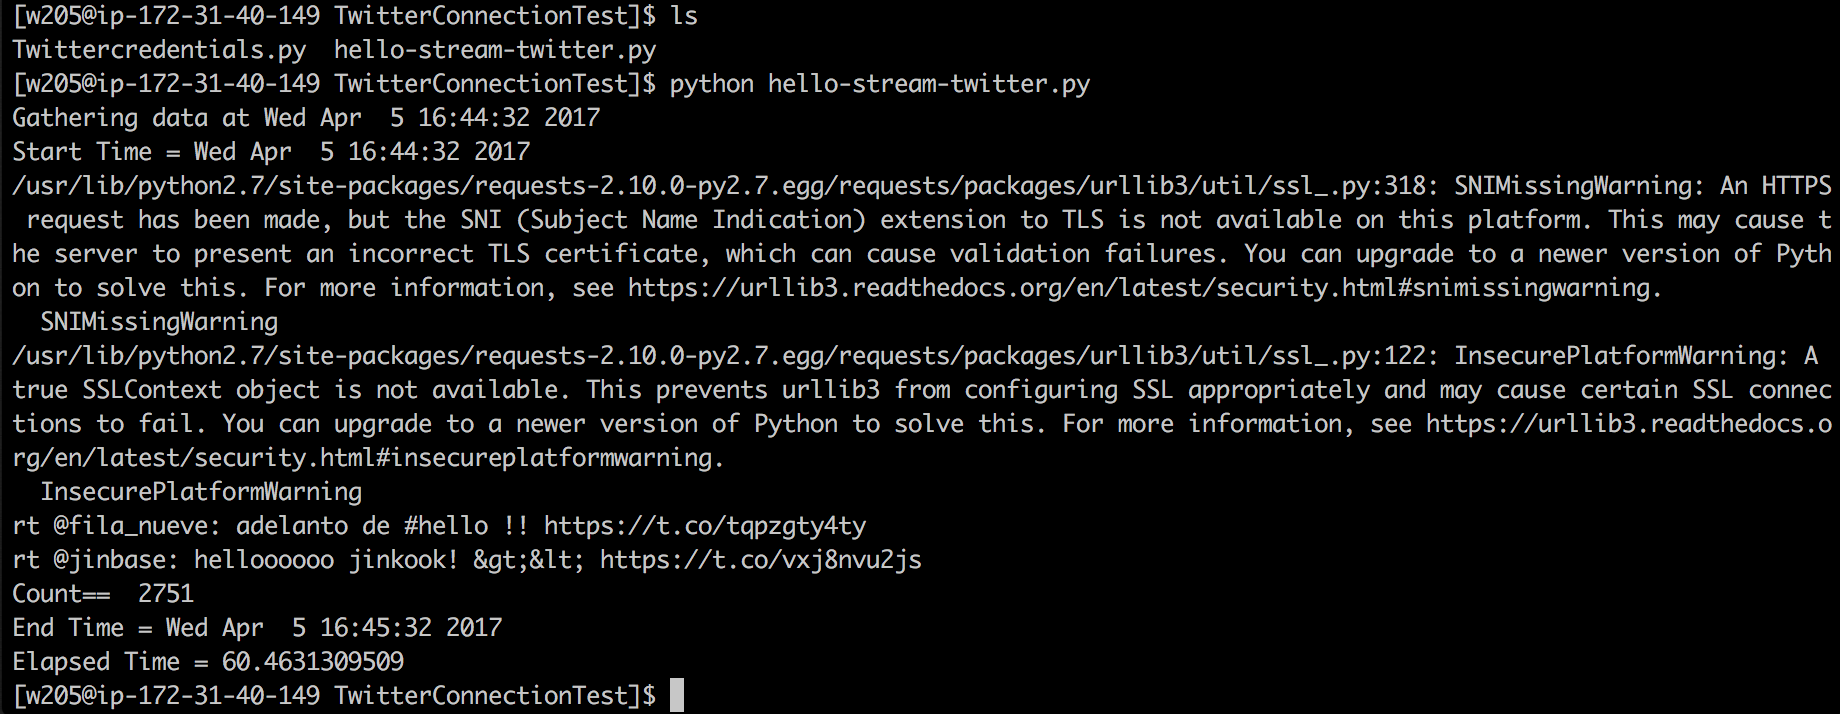 [w205@ip-172-31-40-149 TwitterConnectionTest]$ ls
Twittercredentials.py  hello-stream-twitter.py
[w205@ip-172-31-40-149 TwitterConnectionTest]$ python hello-stream-twitter.py
Gathering data at Wed Apr  5 16:44:32 2017
Start Time = Wed Apr  5 16:44:32 2017
/usr/lib/python2.7/site-packages/requests-2.10.0-py2.7.egg/requests/packages/urllib3/util/ssl_.py:318: SNIMissingWarning: An HTTPS
 request has been made, but the SNI (Subject Name Indication) extension to TLS is not available on this platform. This may cause t
he server to present an incorrect TLS certificate, which can cause validation failures. You can upgrade to a newer version of Pyth
on to solve this. For more information, see https://urllib3.readthedocs.org/en/latest/security.html#snimissingwarning.
  SNIMissingWarning
/usr/lib/python2.7/site-packages/requests-2.10.0-py2.7.egg/requests/packages/urllib3/util/ssl_.py:122: InsecurePlatformWarning: A
true SSLContext object is not available. This prevents urllib3 from configuring SSL appropriately and may cause certain SSL connec
tions to fail. You can upgrade to a newer version of Python to solve this. For more information, see https://urllib3.readthedocs.o
rg/en/latest/security.html#insecureplatformwarning.
  InsecurePlatformWarning
rt @fila_nueve: adelanto de #hello !! https://t.co/tqpzgty4ty
rt @jinbase: helloooooo jinkook! &gt;&lt; https://t.co/vxj8nvu2js
Count==  2751
End Time = Wed Apr  5 16:45:32 2017
Elapsed Time = 60.4631309509
[w205@ip-172-31-40-149 TwitterConnectionTest]$